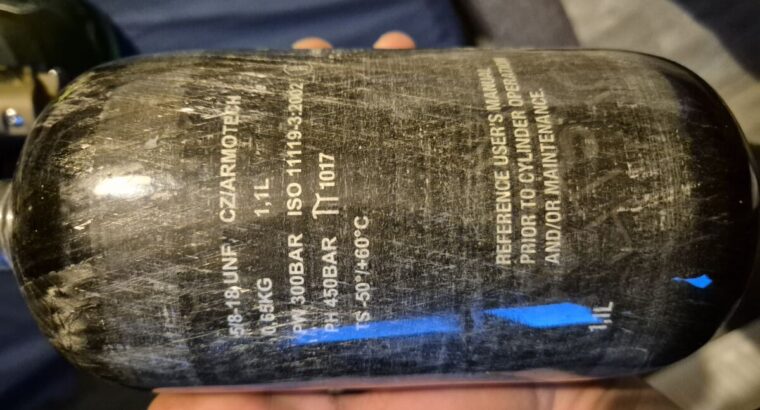 5/8-18 UNF CZ/ARMOTECH
0,65KG 1,1L
PW 300BAR ISO 11119-3:2002
PH 450BAR π 1017
TS -50°/+60°C
REFERENCE USER'S MANUAL
PRIOR TO CYLINDER OPERATION
AND/OR MAINTENANCE.
1,1L